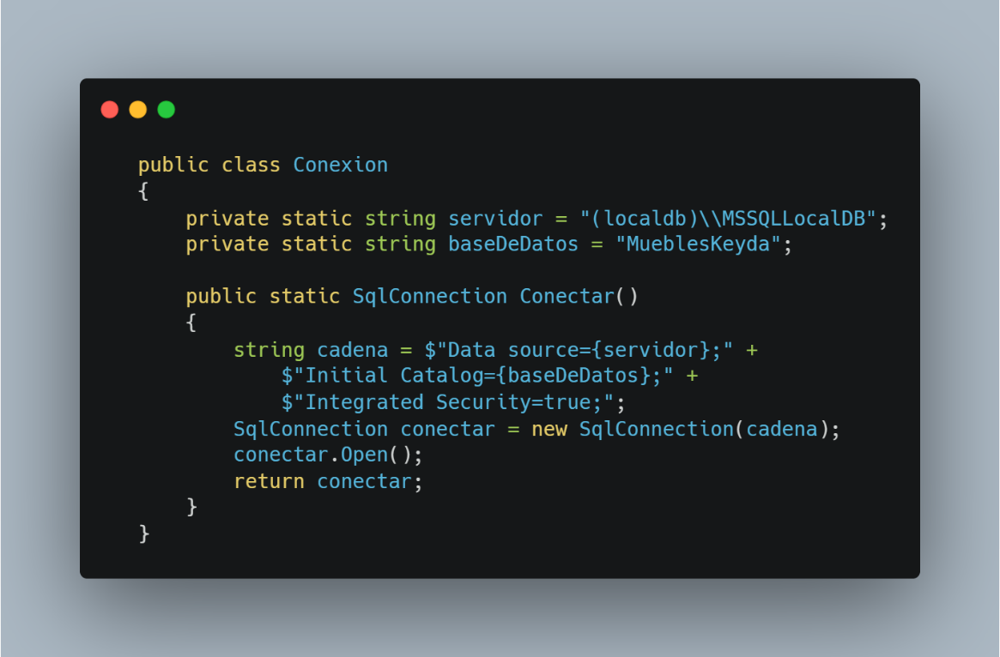 public class Conexion
{
    private static string servidor = "(localdb)\\MSSQLLocalDB";
    private static string baseDeDatos = "MueblesKeyda";

    public static SqlConnection Conectar()
    {
        string cadena = $"Data source={servidor};" +
            $"Initial Catalog={baseDeDatos};" +
            $"Integrated Security=true;";
        SqlConnection conectar = new SqlConnection(cadena);
        conectar.Open();
        return conectar;
    }
}